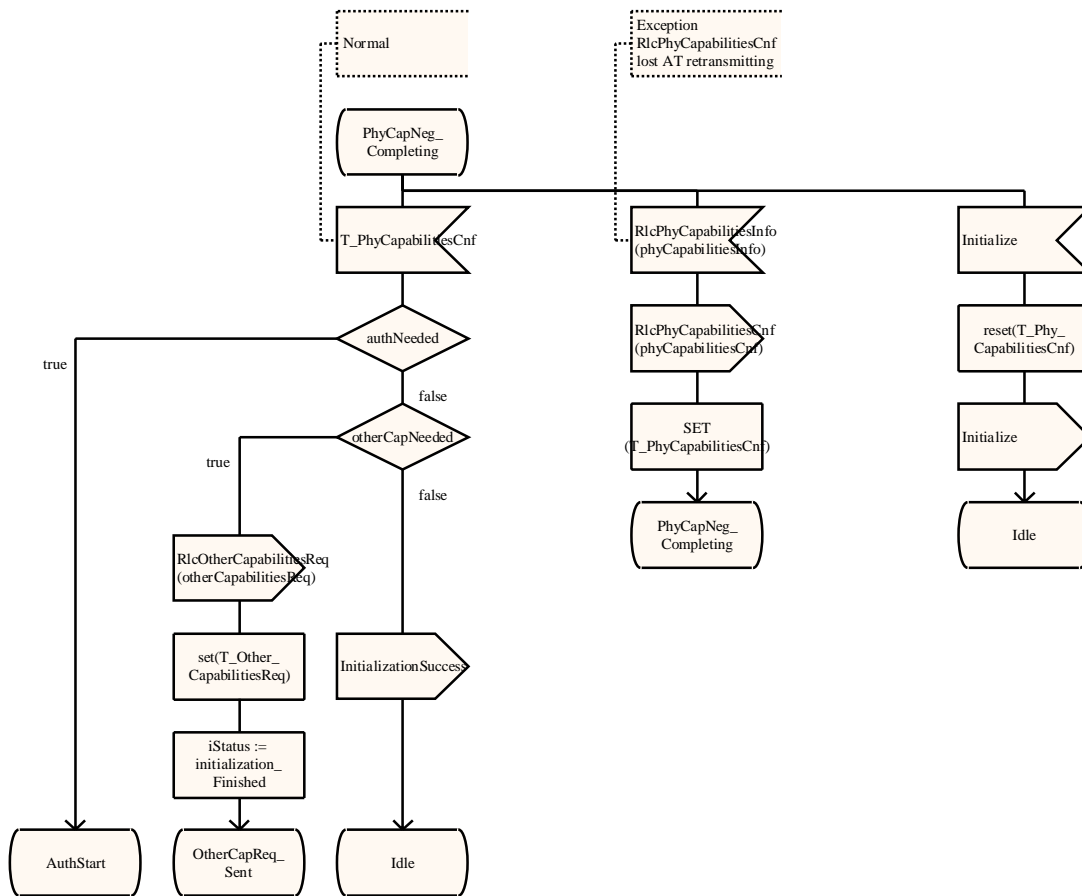 Normal
Exception
RlcPhyCapabilitiesCnf
lost AT retransmitting
PhyCapNeg_
Completing
T_PhyCapabilitiesCnf
RlcPhyCapabilitiesInfo
(phyCapabilitiesInfo)
Initialize
authNeeded
true
false
RlcPhyCapabilitiesCnf
(phyCapabilitiesCnf)
reset(T_Phy_
CapabilitiesCnf)
otherCapNeeded
true
false
SET
(T_PhyCapabilitiesCnf)
Initialize
RlcOtherCapabilitiesReq
(otherCapabilitiesReq)
PhyCapNeg_
Completing
Idle
set(T_Other_
CapabilitiesReq)
InitializationSuccess
iStatus :=
initialization_
Finished
AuthStart
OtherCapReq_
Sent
Idle